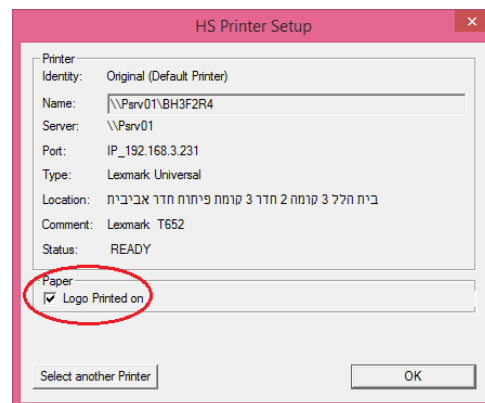 HS Printer Setup
Printer
Identity: Original (Default Printer)
Name: \\Psrv01\BH3F2R4
Server: \\Psrv01
Port: IP_192.168.3.231
Type: Lexmark Universal
Location: בית הלל 3 קומה 2 חדר 3 קומת פיתוח חדר אביבית
Comment: Lexmark T652
Status: READY
Paper
Logo Printed on
Select another Printer OK